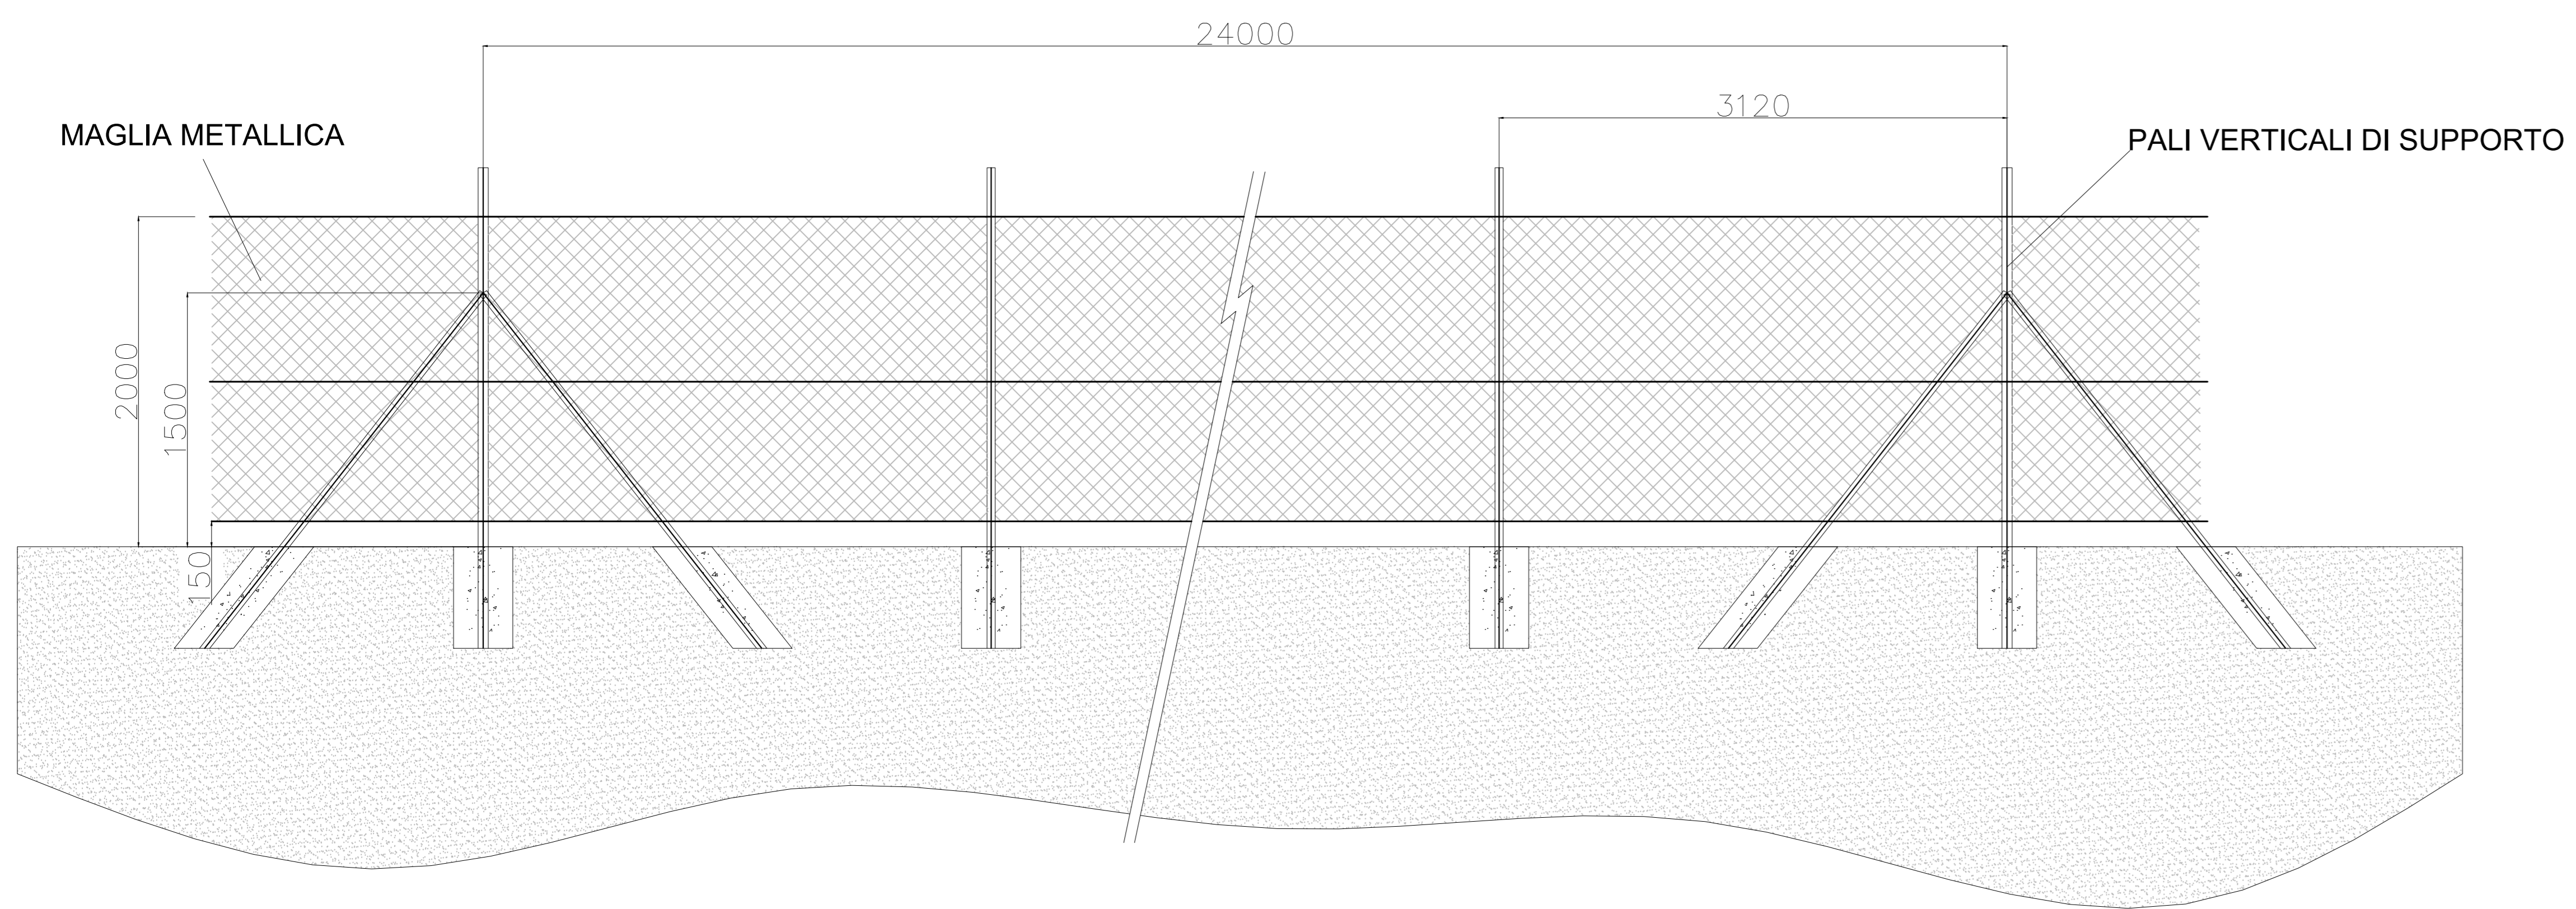 24000
3120
MAGLIA METALLICA
PALI VERTICALI DI SUPPORTO
2000
1500
150